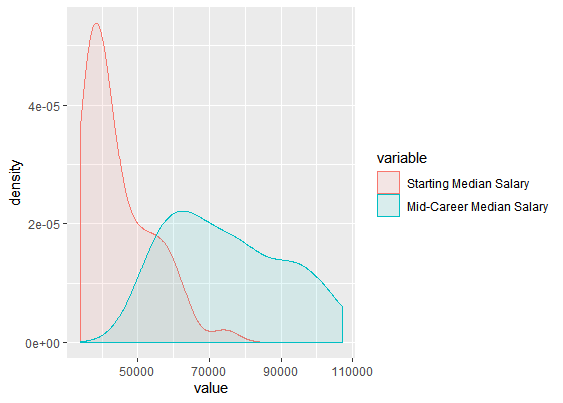 4e-05
2e-05
0e+00
density
50000 70000 90000 110000
value
variable
Starting Median Salary
Mid-Career Median Salary